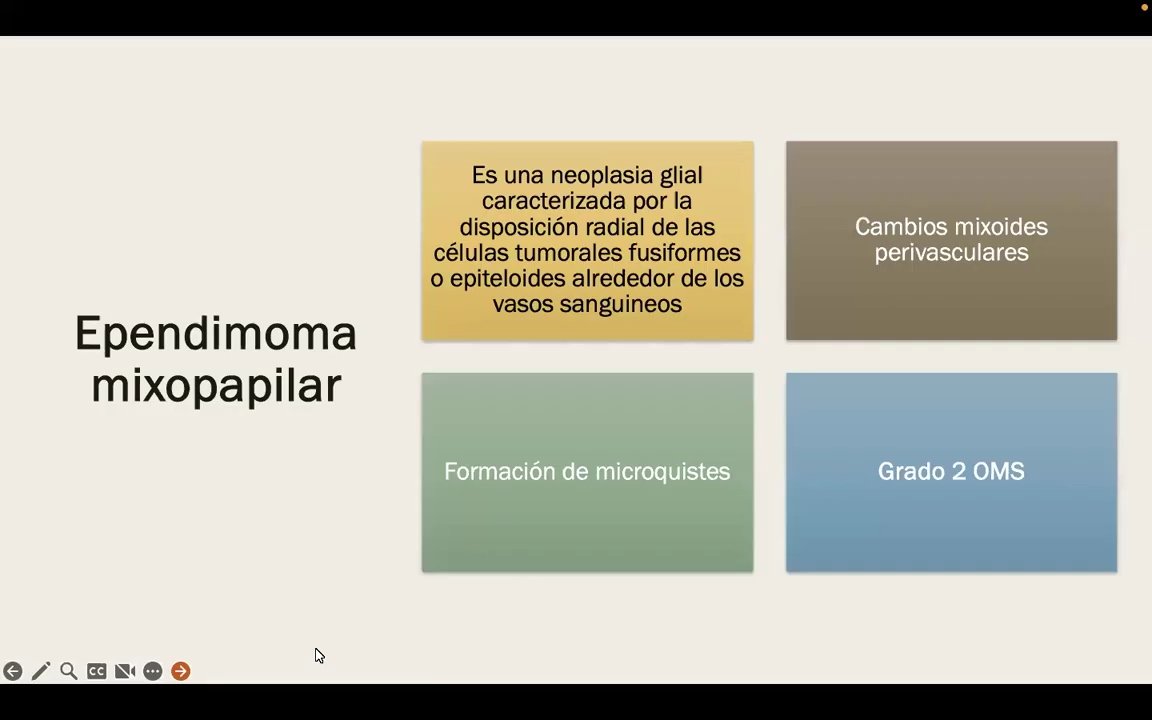 Ependimoma
mixopapilar
Es una neoplasia glial
caracterizada por la
disposición radial de las
células tumorales fusiformes
o epiteloides alrededor de los
vasos sanguineos
Cambios mixoides
perivasculares
Formación de microquistes
Grado 2 OMS
CC